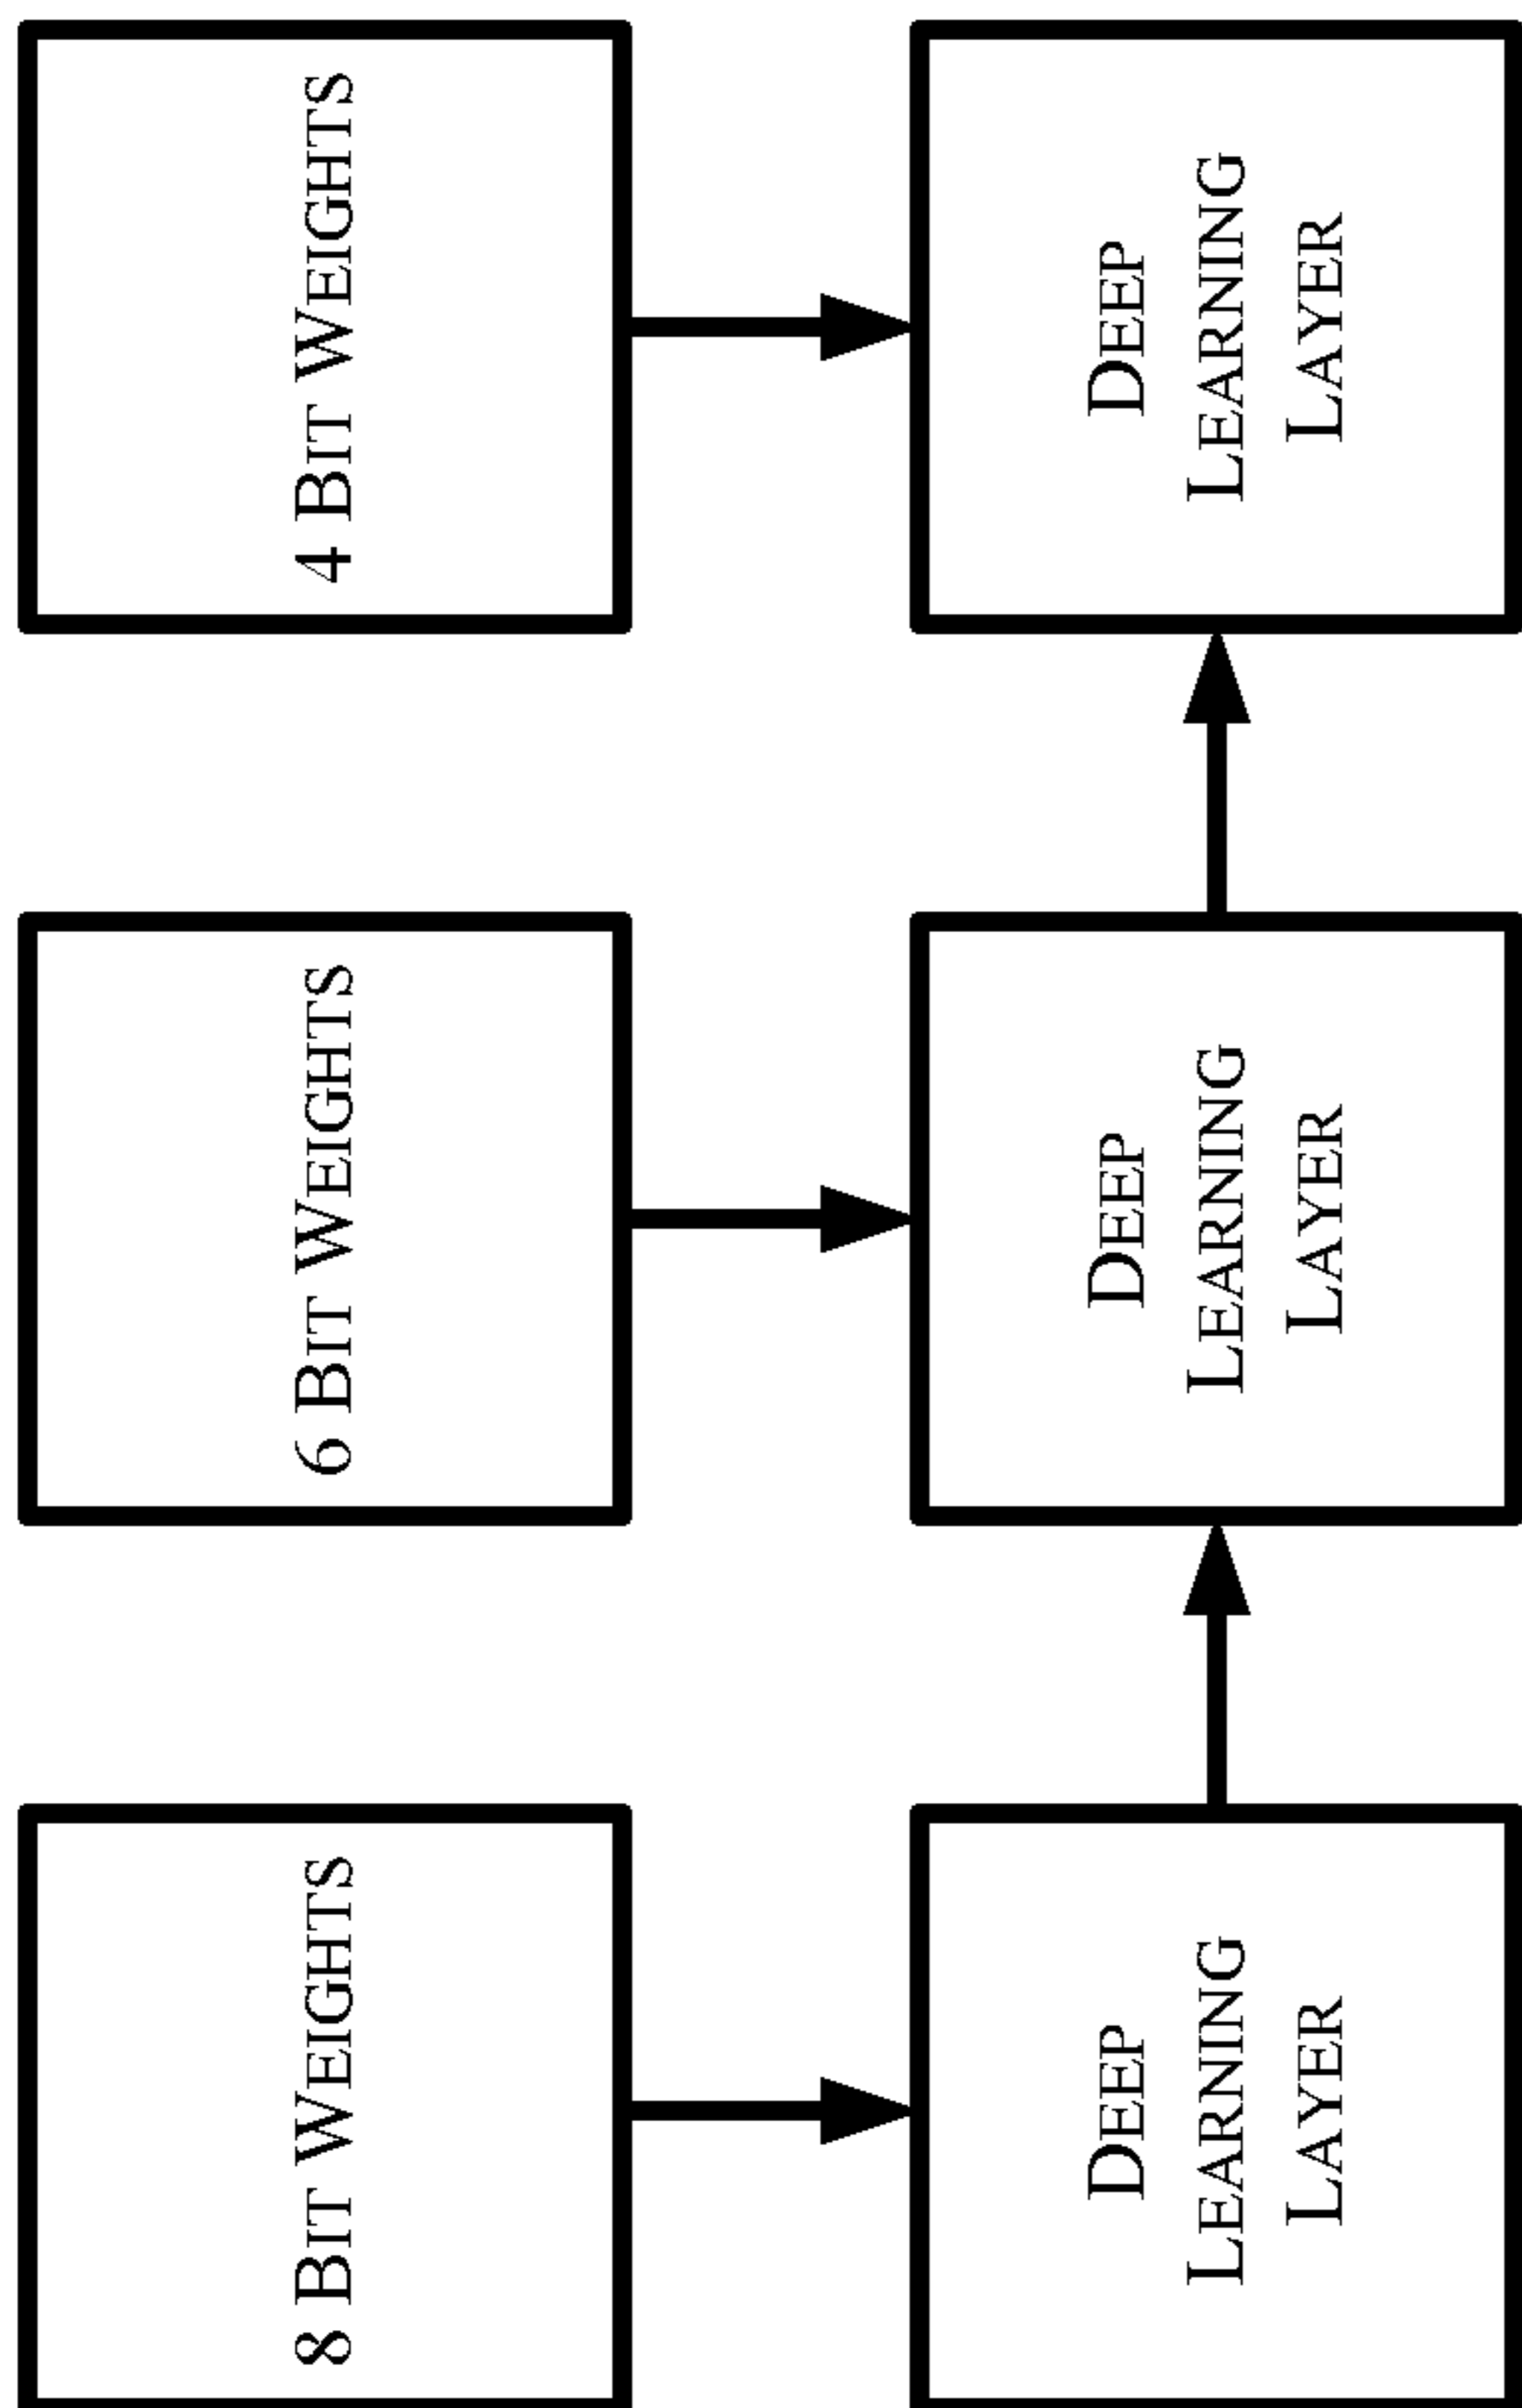 8 BIT WEIGHTS
6 BIT WEIGHTS
4 BIT WEIGHTS
DEEP
LEARNING
LAYER
DEEP
LEARNING
LAYER
DEEP
LEARNING
LAYER